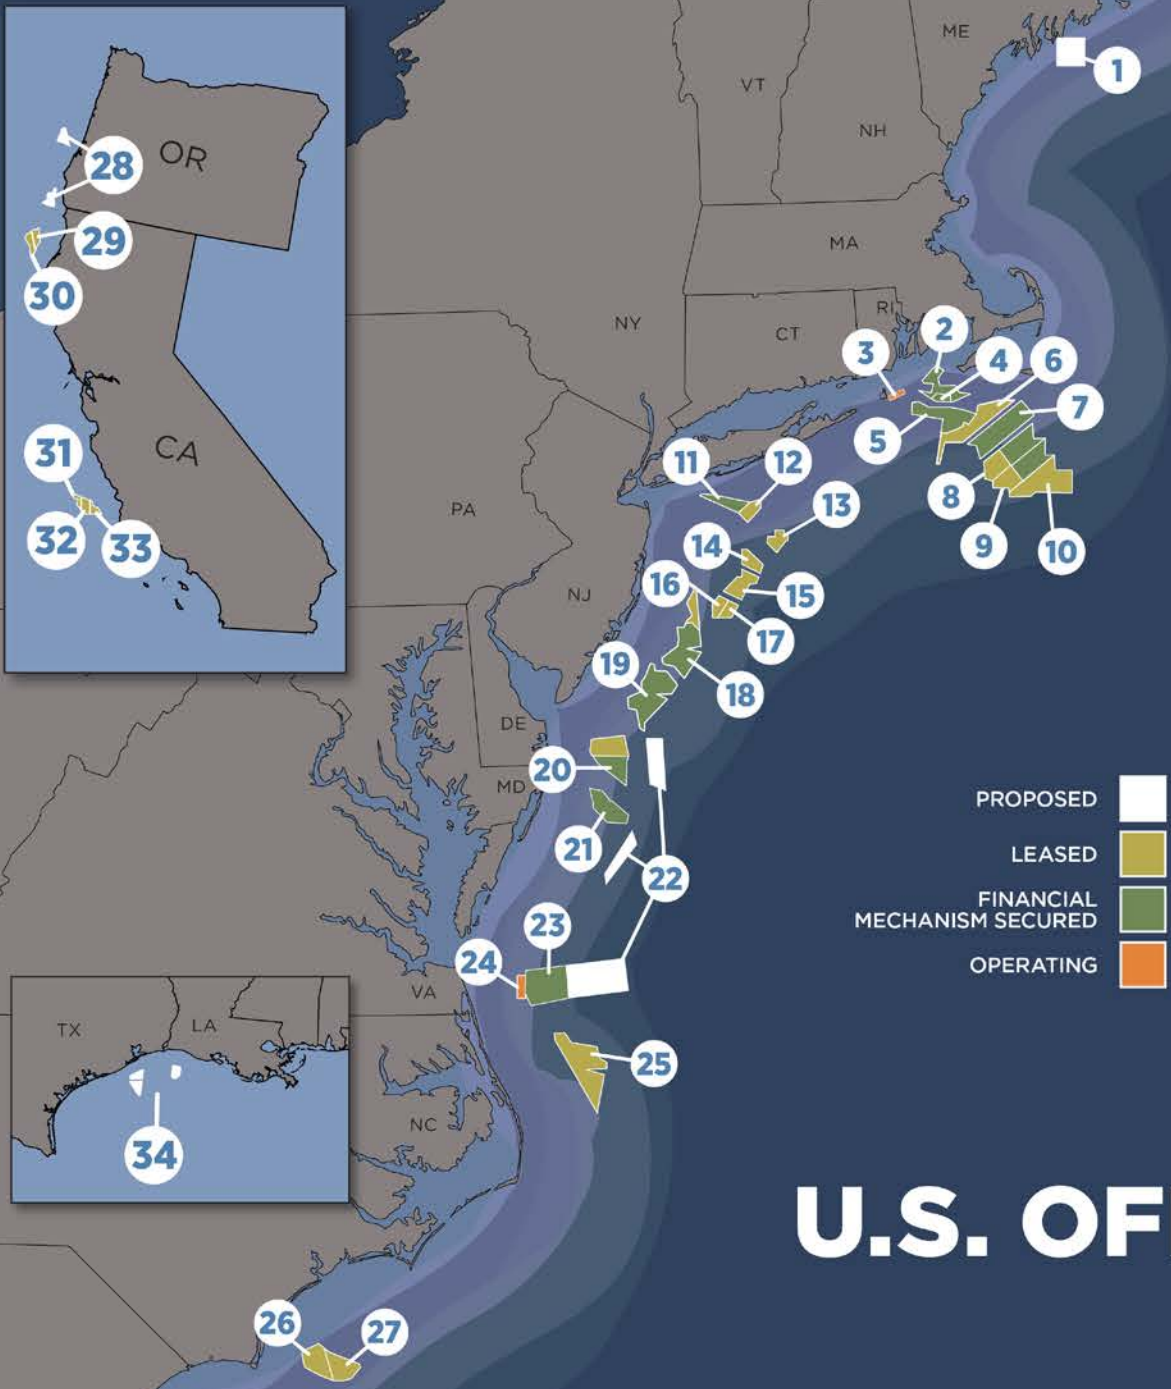 ME
1
VT
OR
NH
28
29
MA
30
RI
NY
CT
2
3
4
6
7
CA
5
31
11
12
8
PA
13
32
33
14
9
10
16
15
NJ
17
19
18
DE
20
MD
PROPOSED
21
LEASED
22
FINANCIAL
MECHANISM SECURED
23
24
OPERATING
VA
TX
LA
25
NC
34
U.S. OF
26
27